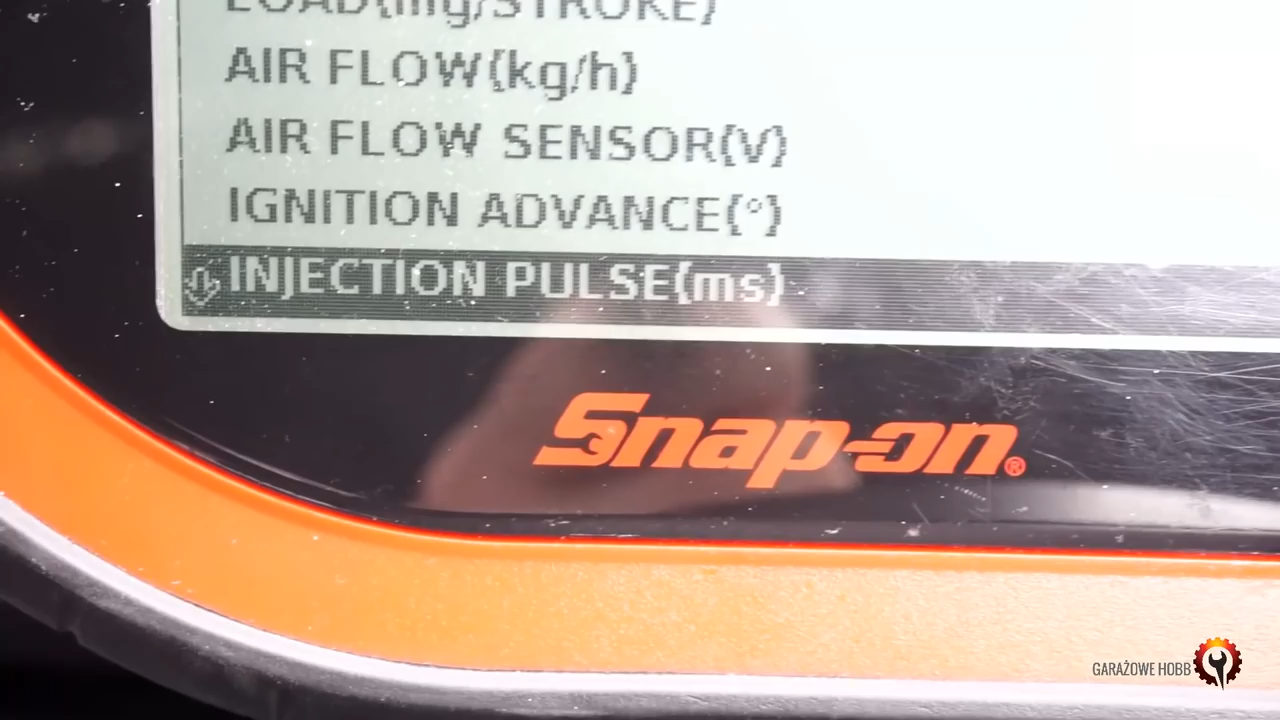 LOAD(mg/STROKE)
AIR FLOW(kg/h)
AIR FLOW SENSOR(V)
IGNITION ADVANCE(°)
INJECTION PULSE(ms)
Snap-on®
GARAŻOWE HOBB